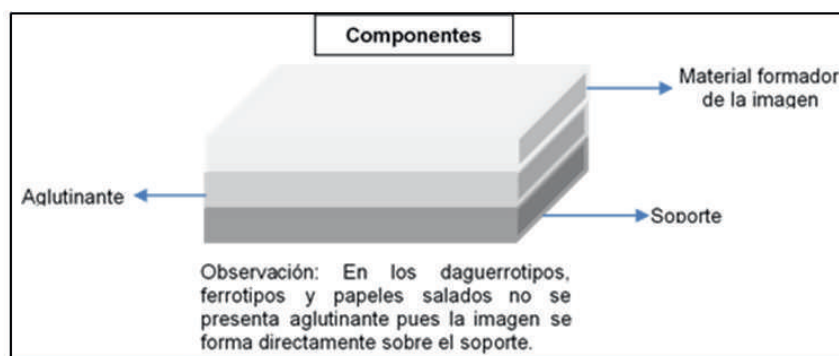 Componentes
Material formador
de la imagen
Aglutinante
Soporte
Observación: En los daguerrotipos,
ferrotipos y papeles salados no se
presenta aglutinante pues la imagen se
forma directamente sobre el soporte.